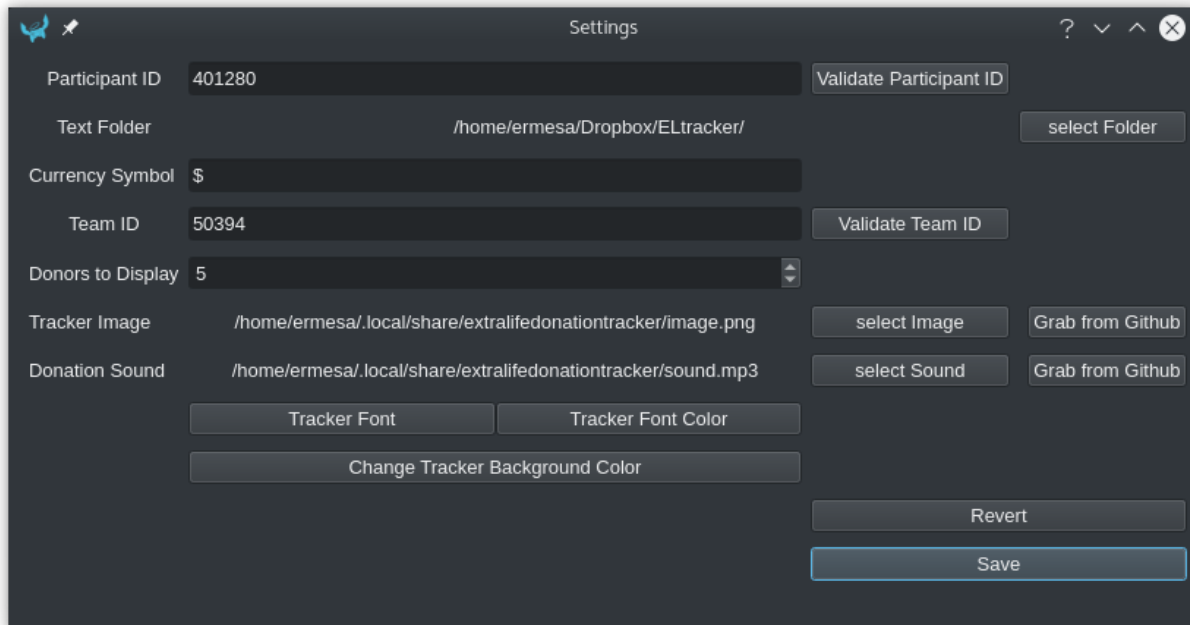 Settings ?
Participant ID 401280 Validate Participant ID
Text Folder /home/ermesa/Dropbox/ELtracker/ select Folder
Currency Symbol $
Team ID 50394 Validate Team ID
Donors to Display 5
Tracker Image /home/ermesa/.local/share/extralifedonationtracker/image.png select Image Grab from Github
Donation Sound /home/ermesa/.local/share/extralifedonationtracker/sound.mp3 select Sound Grab from Github
Tracker Font Tracker Font Color
Change Tracker Background Color
Revert
Save